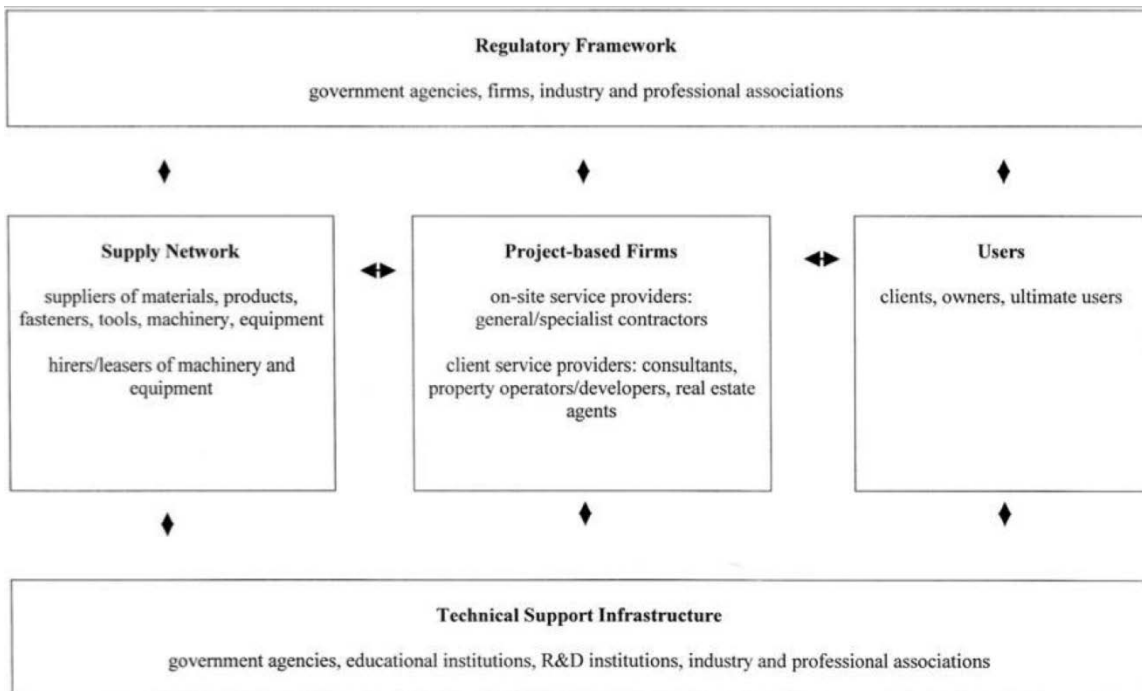 Regulatory Framework
government agencies, firms, industry and professional associations
Supply Network
suppliers of materials, products,
fasteners, tools, machinery, equipment
hirers/leasers of machinery and
equipment
Project-based Firms
on-site service providers:
general/specialist contractors
client service providers: consultants,
property operators/developers, real estate
agents
Users
clients, owners, ultimate users
Technical Support Infrastructure
government agencies, educational institutions, R&D institutions, industry and professional associations